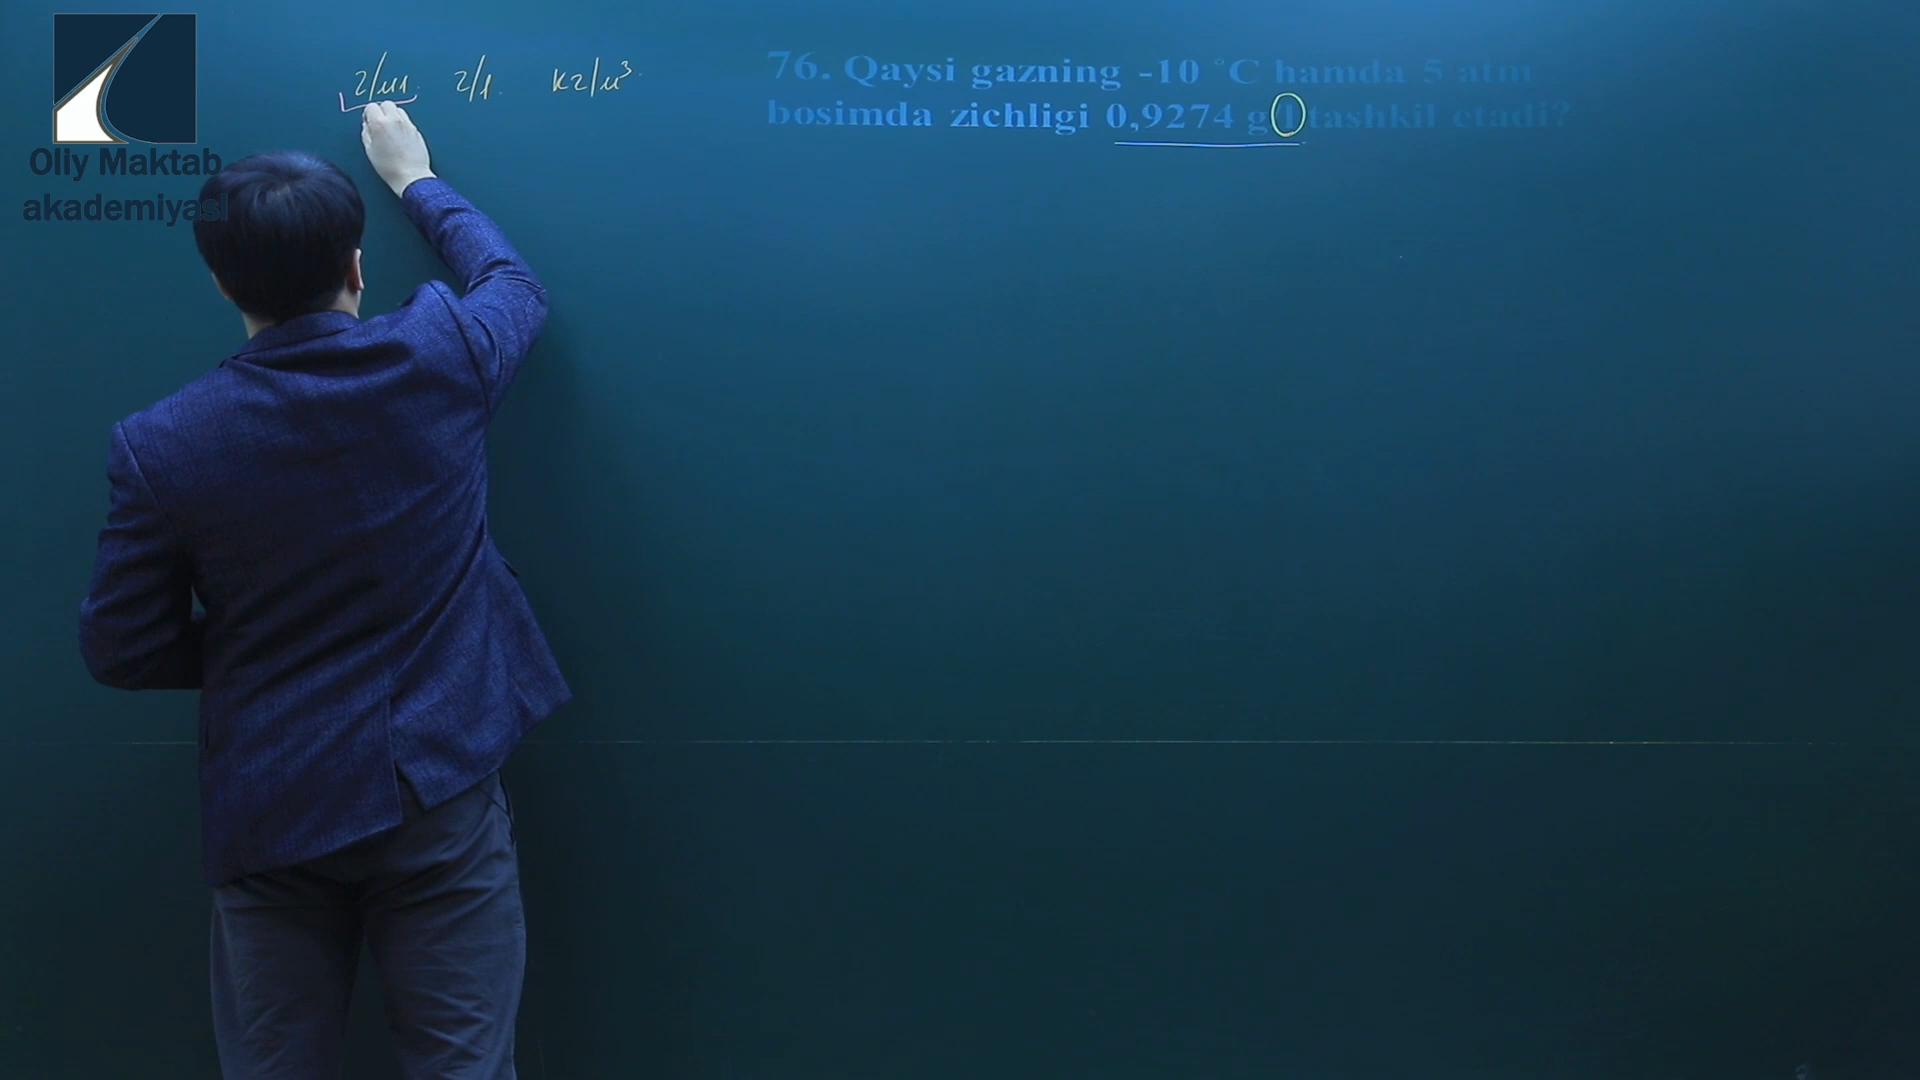 Oliy Maktab
akademiyasi
г/мл. г/л. кг/м³.
76. Qaysi gazning -10 °C hamda 5 atm
bosimda zichligi 0,9274 g/l tashkil etadi?